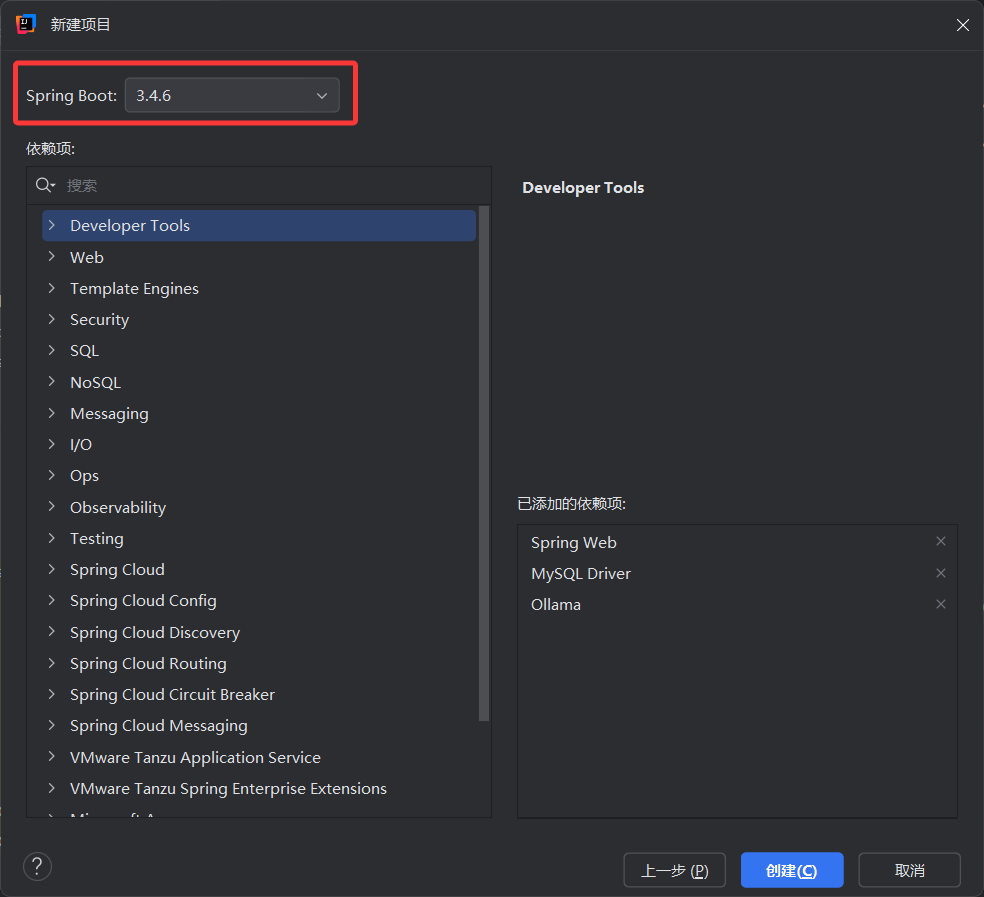 新建项目
Spring Boot: 3.4.6
依赖项:
搜索
Developer Tools
Web
Template Engines
Security
SQL
NoSQL
Messaging
I/O
Ops
Observability
Testing
Spring Cloud
Spring Cloud Config
Spring Cloud Discovery
Spring Cloud Routing
Spring Cloud Circuit Breaker
Spring Cloud Messaging
VMware Tanzu Application Service
VMware Tanzu Spring Enterprise Extensions
Developer Tools
已添加的依赖项:
Spring Web
MySQL Driver
Ollama
?
上一步 (P)
创建(C)
取消